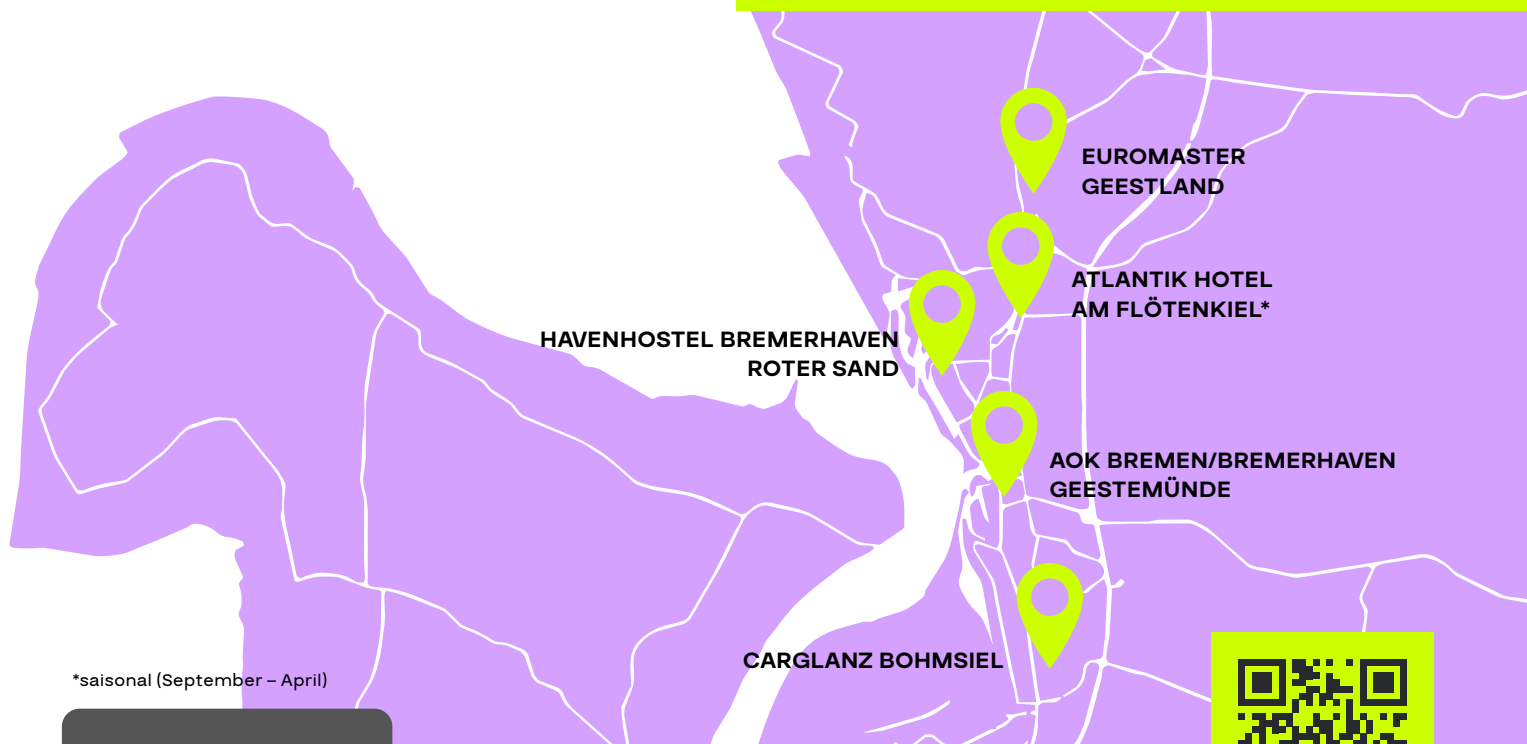 EUROMASTER
GEESTLAND
ATLANTIK HOTEL
AM FLÖTENKIEL*
HAVENHOSTEL BREMERHAVEN
ROTER SAND
AOK BREMEN/BREMERHAVEN
GEESTEMÜNDE
CARGLANZ BOHMSIEL
*saisonal (September – April)